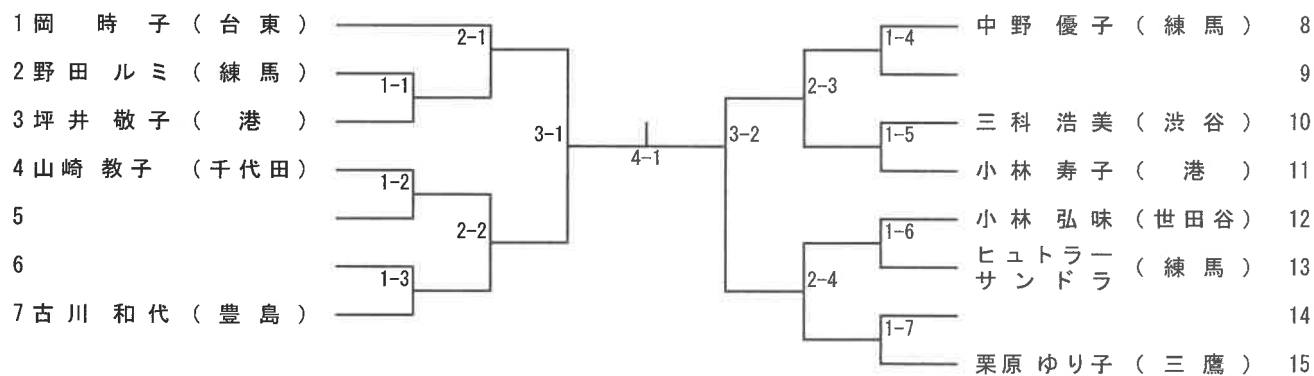 1 岡 時 子 ( 台 東 )
2-1
2 野 田 ル ミ ( 練 馬 )
1-1
3 坪 井 敬 子 ( 港 )
3-1
4 山 崎 教 子 ( 千 代 田 )
1-2
5
2-2
6
1-3
7 古 川 和 代 ( 豊 島 )
4-1
中 野 優 子 ( 練 馬 ) 8
1-4
9
2-3
三 科 浩 美 ( 渋 谷 ) 10
1-5
3-2
小 林 寿 子 ( 港 ) 11
小 林 弘 味 ( 世 田 谷 ) 12
1-6
ヒ ュ ト ラ ー
サ ン ド ラ ( 練 馬 ) 13
2-4
14
1-7
栗 原 ゆ り 子 ( 三 鷹 ) 15